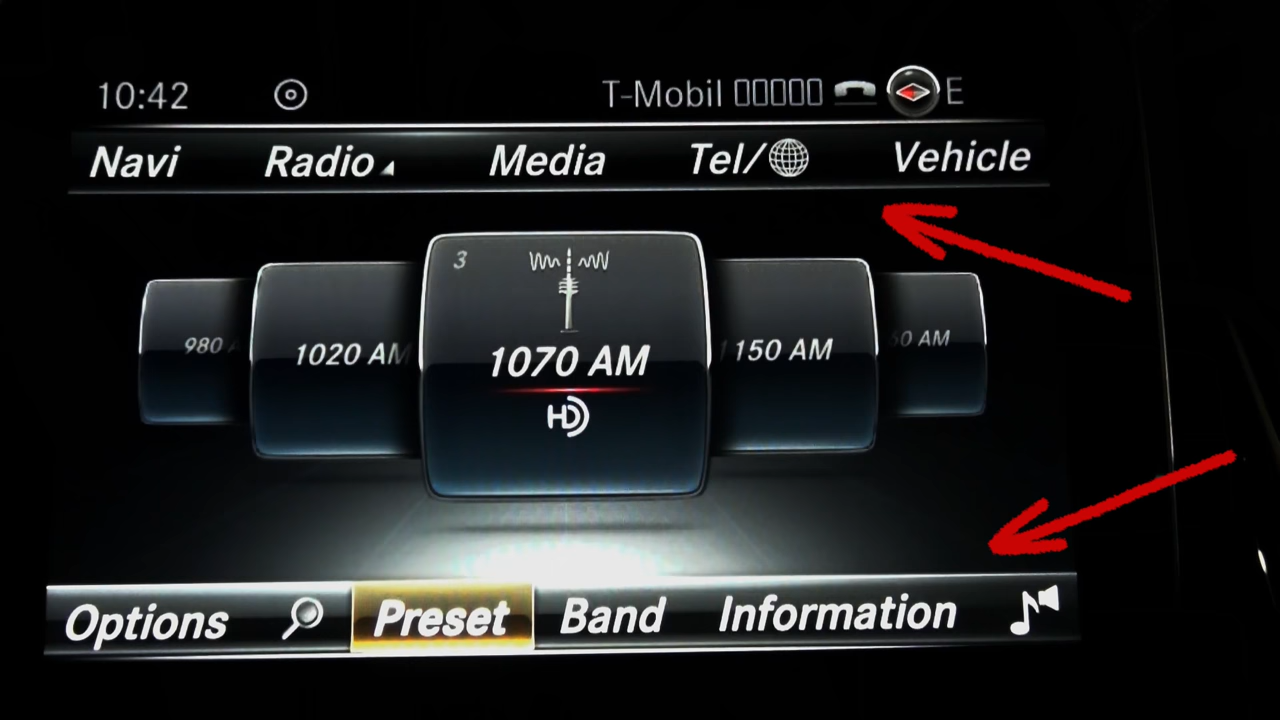 10:42 T-Mobil E
Navi Radio Media Tel/ Vehicle
3
980 1020 AM 1070 AM 1150 AM 60 AM
HD
Options Preset Band Information